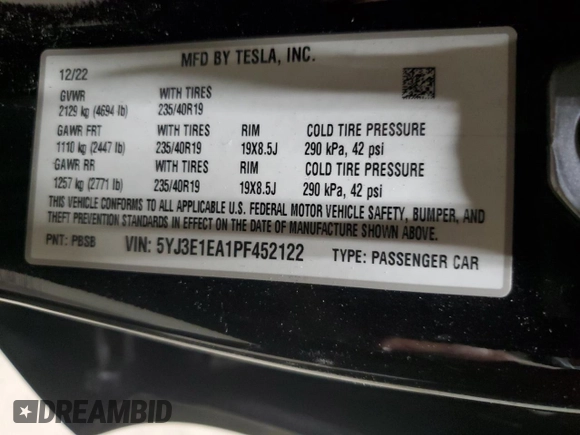 MFD BY TESLA, INC.
12/22
GVWR WITH TIRES
2129 kg (4694 lb) 235/40R19
GAWR FRT WITH TIRES RIM COLD TIRE PRESSURE
1110 kg (2447 lb) 235/40R19 19X8.5J 290 kPa, 42 psi
GAWR RR WITH TIRES RIM COLD TIRE PRESSURE
1257 kg (2771 lb) 235/40R19 19X8.5J 290 kPa, 42 psi
THIS VEHICLE CONFORMS TO ALL APPLICABLE U.S. FEDERAL MOTOR VEHICLE SAFETY, BUMPER, AND
THEFT PREVENTION STANDARDS IN EFFECT ON THE DATE OF MANUFACTURE SHOWN ABOVE.
PNT: PBSB VIN: 5YJ3E1EA1PF452122 TYPE: PASSENGER CAR
DREAMBID